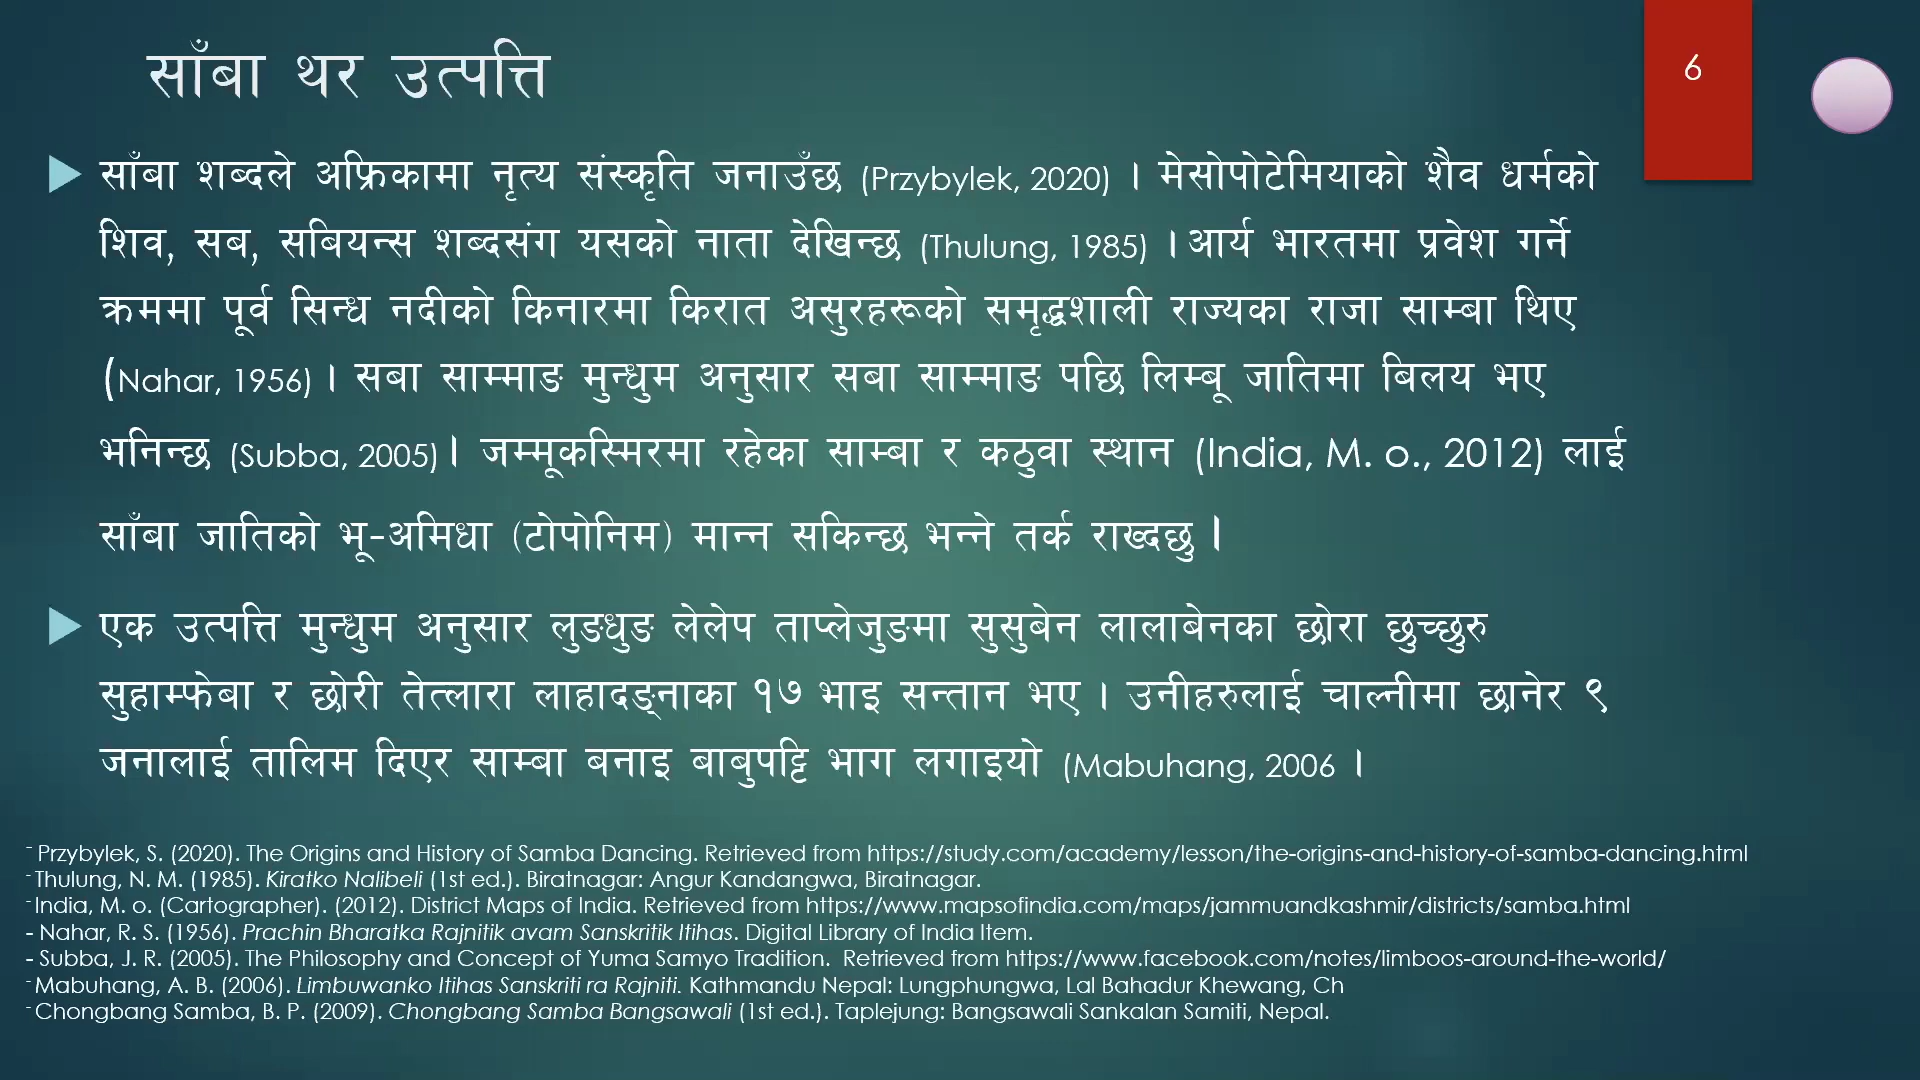 साँबा थर उत्पत्ति
6
साँबा शब्दले अफ्रिकामा नृत्य संस्कृति जनाउँछ (Przybylek, 2020) । मेसोपोटेमियाको शैव धर्मको
शिव, सब, सबियन्स शब्दसंग यसको नाता देखिन्छ (Thulung, 1985) । आर्य भारतमा प्रवेश गर्ने
क्रममा पूर्व सिन्ध नदीको किनारमा किरात असुरहरूको समृद्धशाली राज्यका राजा साम्बा थिए
(Nahar, 1956) । सबा साम्माङ मुन्धुम अनुसार सबा साम्माङ पछि लिम्बू जातिमा बिलय भए
भनिन्छ (Subba, 2005) । जम्मूकस्मिरमा रहेका साम्बा र कठुवा स्थान (India, M. o., 2012) लाई
साँबा जातिको भू-अमिधा (टोपोनिम) मान्न सकिन्छ भन्ने तर्क राख्दछु ।
एक उत्पत्ति मुन्धुम अनुसार लुङधुङ लेलेप ताप्लेजुङमा सुसुबेन लालाबेनका छोरा छुच्छुरु
सुहाम्फेबा र छोरी तेत्लारा लाहादङ्नाका १७ भाइ सन्तान भए । उनीहरुलाई चाल्नीमा छानेर ९
जनालाई तालिम दिएर साम्बा बनाइ बाबुपट्टि भाग लगाइयो (Mabuhang, 2006 ।
- Przybylek, S. (2020). The Origins and History of Samba Dancing. Retrieved from https://study.com/academy/lesson/the-origins-and-history-of-samba-dancing.html
- Thulung, N. M. (1985). Kiratko Nalibeli (1st ed.). Biratnagar: Angur Kandangwa, Biratnagar.
- India, M. o. (Cartographer). (2012). District Maps of India. Retrieved from https://www.mapsofindia.com/maps/jammuandkashmir/districts/samba.html
- Nahar, R. S. (1956). Prachin Bharatka Rajnitik avam Sanskritik Itihas. Digital Library of India Item.
- Subba, J. R. (2005). The Philosophy and Concept of Yuma Samyo Tradition. Retrieved from https://www.facebook.com/notes/limboos-around-the-world/
- Mabuhang, A. B. (2006). Limbuwanko Itihas Sanskriti ra Rajniti. Kathmandu Nepal: Lungphungwa, Lal Bahadur Khewang, Ch
- Chongbang Samba, B. P. (2009). Chongbang Samba Bangsawali (1st ed.). Taplejung: Bangsawali Sankalan Samiti, Nepal.